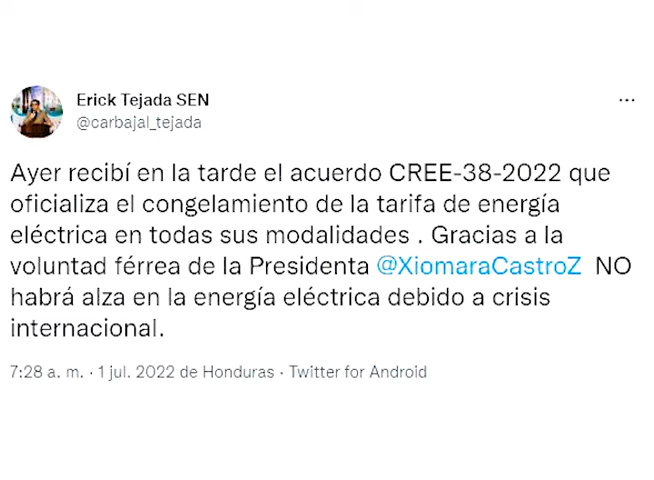 Erick Tejada SEN
@carbajal_tejada
...
Ayer recibí en la tarde el acuerdo CREE-38-2022 que
oficializa el congelamiento de la tarifa de energía
eléctrica en todas sus modalidades . Gracias a la
voluntad férrea de la Presidenta @XiomaraCastroZ  NO
habrá alza en la energía eléctrica debido a crisis
internacional.
7:28 a. m. · 1 jul. 2022 de Honduras · Twitter for Android